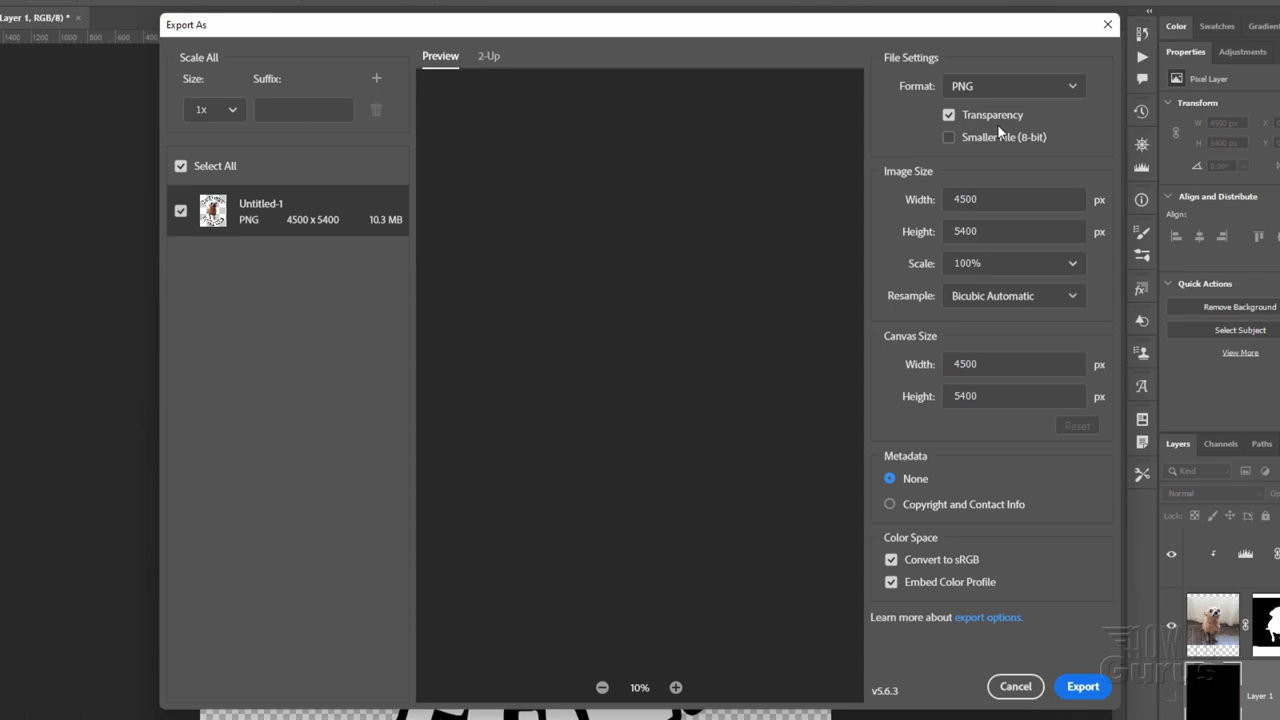 Layer 1, RGB/8) *
1400 1200 1000 800 600 400
Export As
Scale All
Size: Suffix:
1x
Select All
Untitled-1
PNG 4500 x 5400 10.3 MB
Preview 2-Up
10%
File Settings
Format: PNG
Transparency
Smaller File (8-bit)
Image Size
Width: 4500 px
Height: 5400 px
Scale: 100%
Resample: Bicubic Automatic
Canvas Size
Width: 4500 px
Height: 5400 px
Reset
Metadata
None
Copyright and Contact Info
Color Space
Convert to sRGB
Embed Color Profile
Learn more about export options.
v5.6.3 Cancel Export
Color Swatches Gradien
Properties Adjustments
Pixel Layer
Transform
W 4500 px X
H 5400 px
0.00°
Align and Distribute
Align:
Quick Actions
Remove Background
Select Subject
View More
Layers Channels Paths
Kind
Normal Op
Lock:
Layer 1
HOW
Gurus